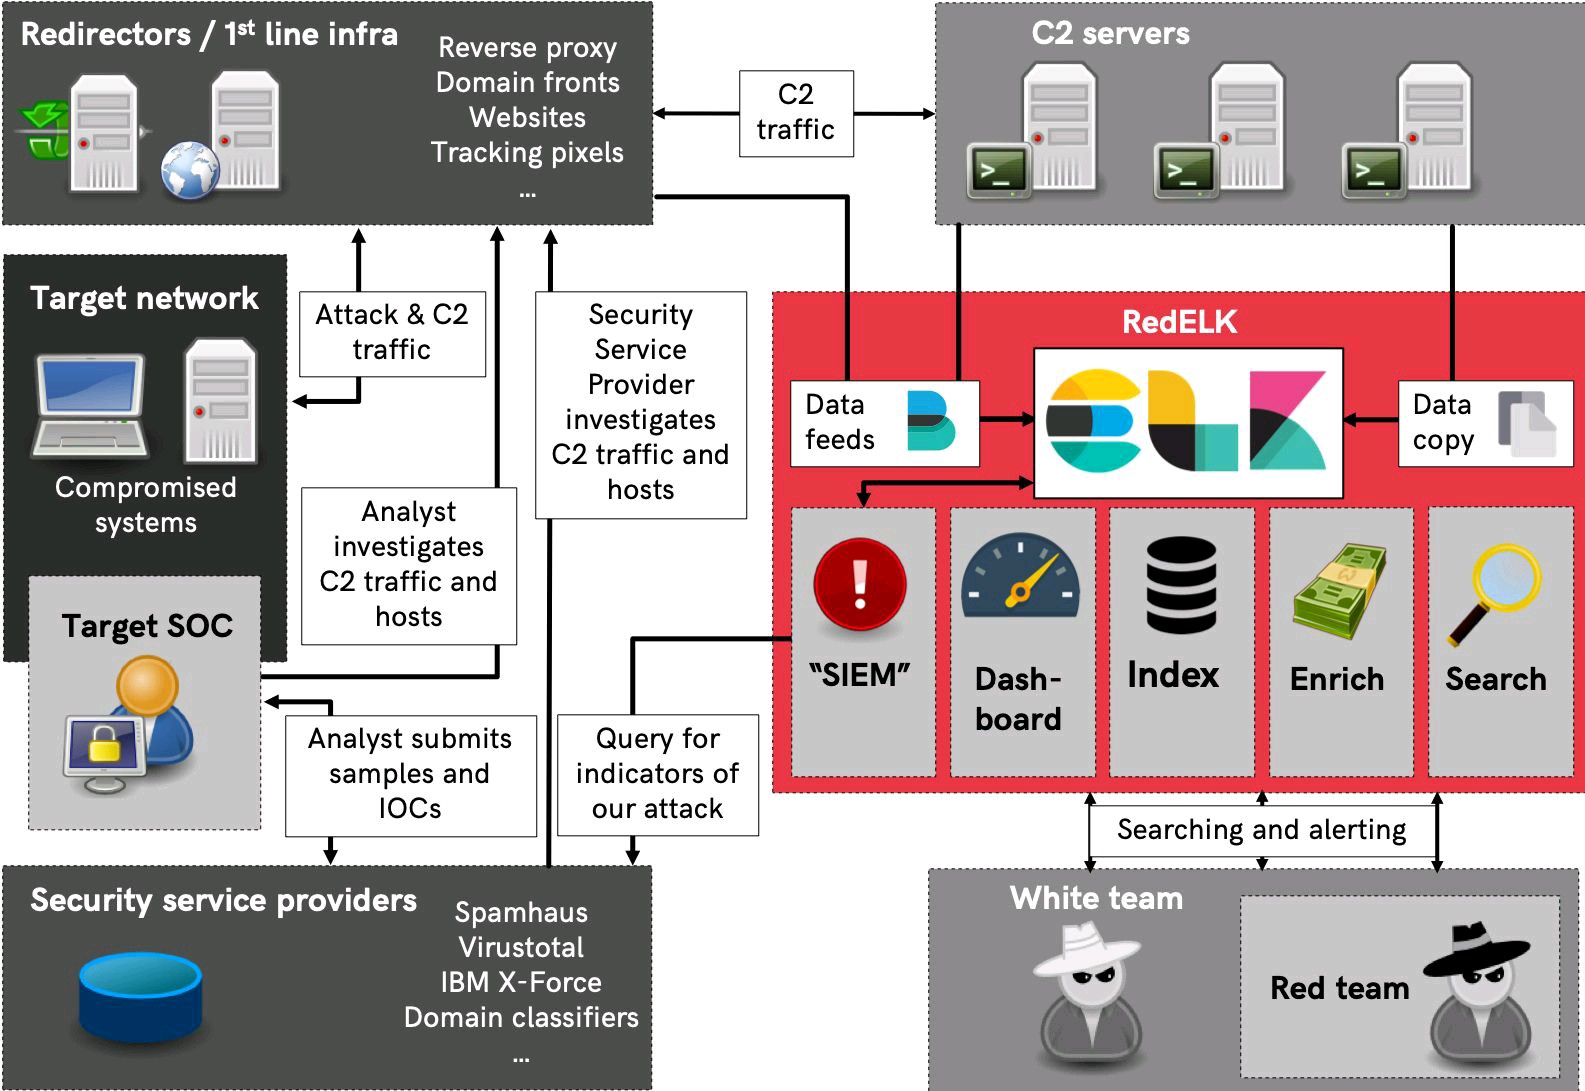 Redirectors / 1st line infra
Reverse proxy
Domain fronts
Websites
Tracking pixels
...
C2
traffic
C2 servers
>_
>_
>_
Target network
Compromised
systems
Attack & C2
traffic
Security
Service
Provider
investigates
C2 traffic and
hosts
Analyst
investigates
C2 traffic and
hosts
Target SOC
Analyst submits
samples and
IOCs
Query for
indicators of
our attack
RedELK
Data
feeds
ELK
Data
copy
!
“SIEM”
Dash-
board
Index
Enrich
Search
Searching and alerting
Security service providers
Spamhaus
Virustotal
IBM X-Force
Domain classifiers
...
White team
Red team